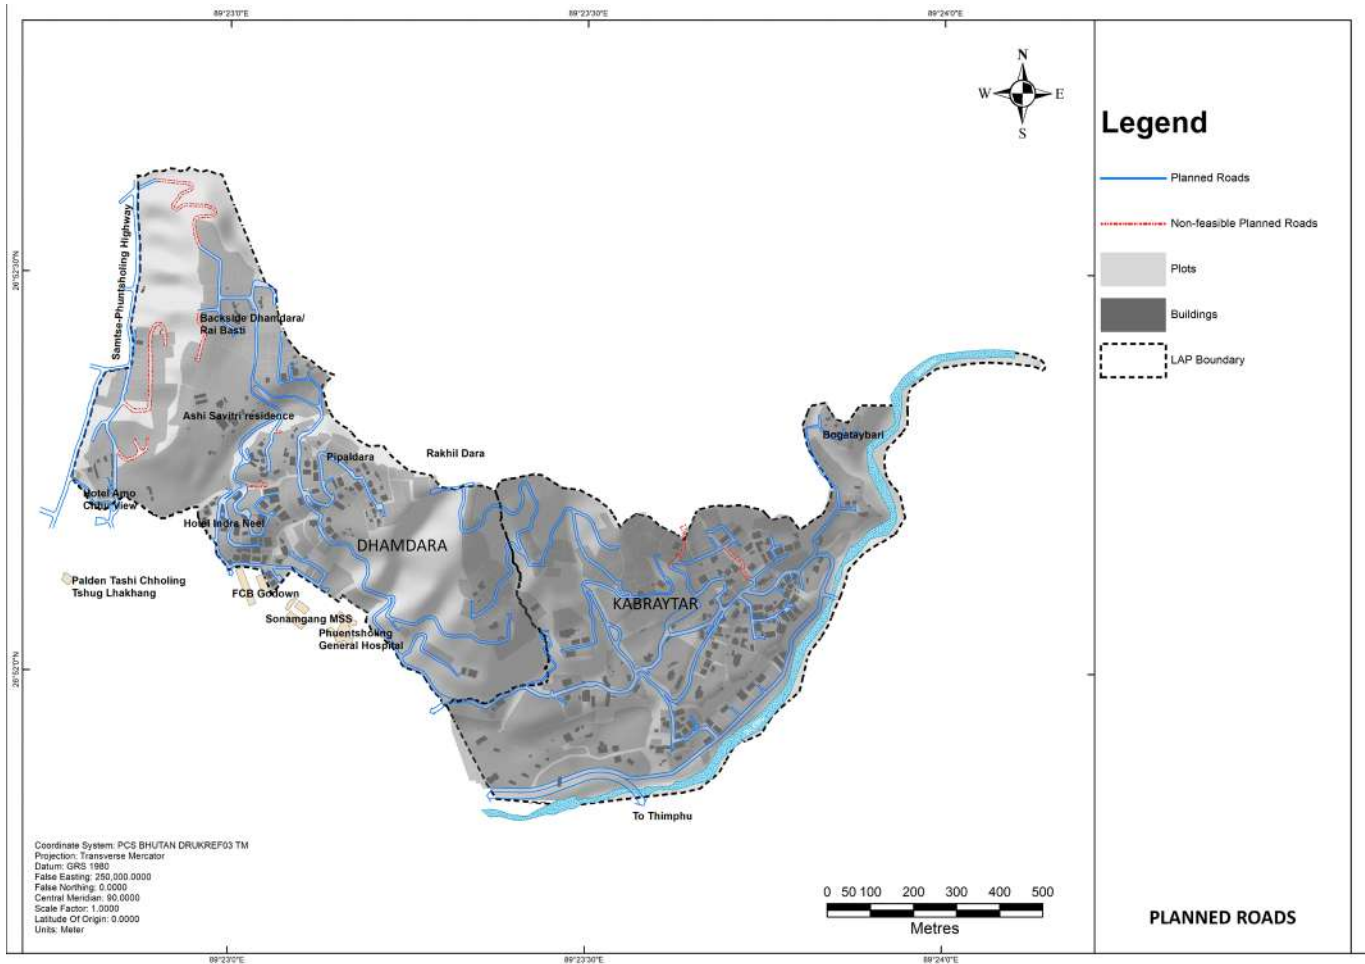 89°23'0"E
89°23'30"E
89°24'0"E
N
W
E
S
Legend
Planned Roads
Non-feasible Planned Roads
Plots
Buildings
LAP Boundary
26°52'30"N
Samtse-Phuntsholing Highway
Backside Dhamdara/
Rai Basti
Ashi Savitri residence
Pipaldara
Rakhil Dara
Bogataybari
Hotel Amo
Chhu View
Hotel Indra Neel
DHAMDARA
KABRAYTAR
Palden Tashi Chholing
Tshug Lhakhang
FCB Godown
Sonamgang MSS
Phuentsholing
General Hospital
26°52'0"N
To Thimphu
Coordinate System: PCS BHUTAN DRUKREF03 TM
Projection: Transverse Mercator
Datum: GRS 1980
False Easting: 250,000.0000
False Northing: 0.0000
Central Meridian: 90.0000
Scale Factor: 1.0000
Latitude Of Origin: 0.0000
Units: Meter
0 50 100 200 300 400 500
Metres
PLANNED ROADS
89°23'0"E
89°23'30"E
89°24'0"E